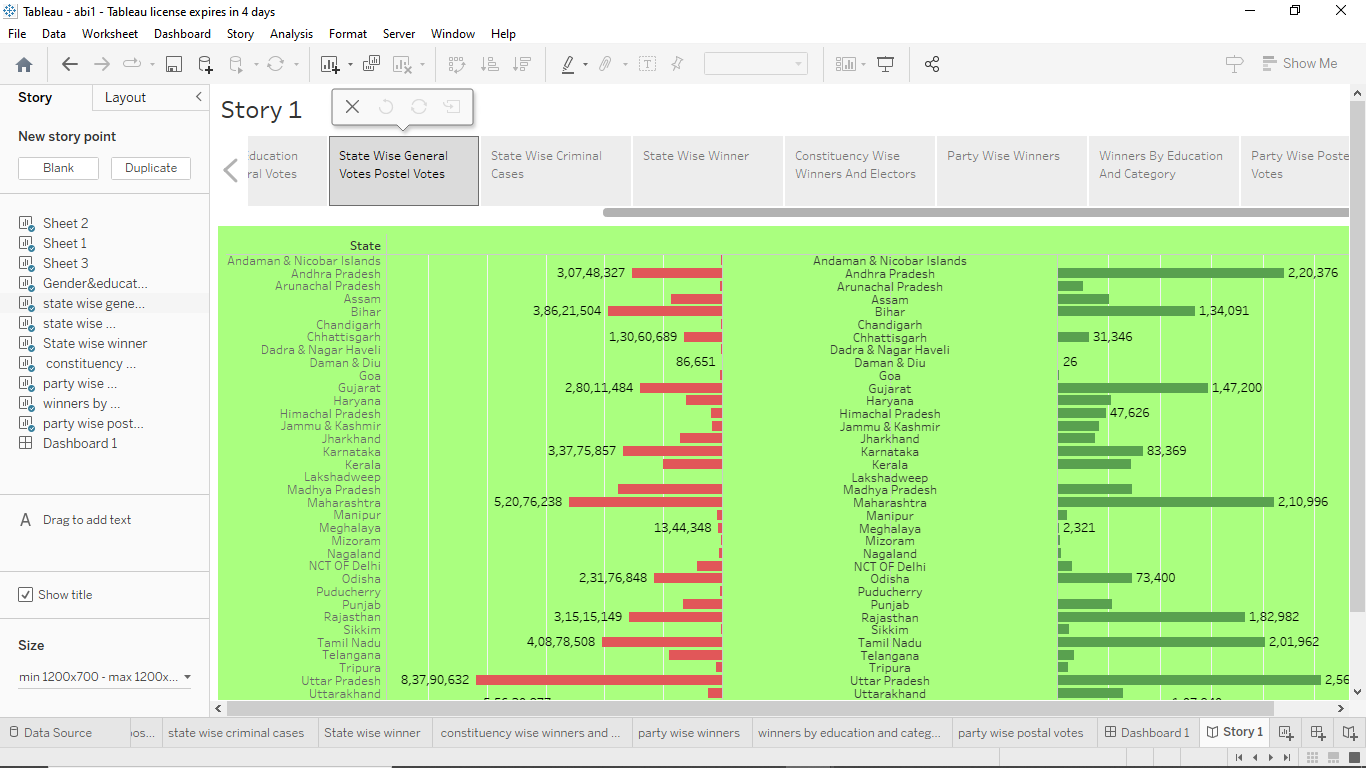 Tableau - abi1 - Tableau license expires in 4 days
File Data Worksheet Dashboard Story Analysis Format Server Window Help
Show Me
Story Layout
New story point
Blank Duplicate
Sheet 2
Sheet 1
Sheet 3
Gender&educat...
state wise gene...
state wise ...
State wise winner
constituency ...
party wise ...
winners by ...
party wise post...
Dashboard 1
A Drag to add text
Show title
Size
min 1200x700 - max 1200x...
Story 1
State Wise General
Votes Postel Votes
State Wise Criminal
Cases
State Wise Winner
Constituency Wise
Winners And Electors
Party Wise Winners
Winners By Education
And Category
Party Wise Poste
Votes
State
Andaman & Nicobar Islands Andaman & Nicobar Islands
Andhra Pradesh 3,07,48,327 Andhra Pradesh 2,20,376
Arunachal Pradesh Arunachal Pradesh
Assam Assam
Bihar 3,86,21,504 Bihar 1,34,091
Chandigarh Chandigarh
Chhattisgarh 1,30,60,689 Chhattisgarh 31,346
Dadra & Nagar Haveli Dadra & Nagar Haveli
Daman & Diu 86,651 Daman & Diu 26
Goa Goa
Gujarat 2,80,11,484 Gujarat 1,47,200
Haryana Haryana
Himachal Pradesh Himachal Pradesh 47,626
Jammu & Kashmir Jammu & Kashmir
Jharkhand Jharkhand
Karnataka 3,37,75,857 Karnataka 83,369
Kerala Kerala
Lakshadweep Lakshadweep
Madhya Pradesh Madhya Pradesh
Maharashtra 5,20,76,238 Maharashtra 2,10,996
Manipur Manipur
Meghalaya 13,44,348 Meghalaya 2,321
Mizoram Mizoram
Nagaland Nagaland
NCT OF Delhi NCT OF Delhi
Odisha 2,31,76,848 Odisha 73,400
Puducherry Puducherry
Punjab Punjab
Rajasthan 3,15,15,149 Rajasthan 1,82,982
Sikkim Sikkim
Tamil Nadu 4,08,78,508 Tamil Nadu 2,01,962
Telangana Telangana
Tripura Tripura
Uttar Pradesh 8,37,90,632 Uttar Pradesh 2,56
Uttarakhand Uttarakhand
Data Source state wise criminal cases State wise winner constituency wise winners and ... party wise winners winners by education and categ... party wise postal votes Dashboard 1 Story 1